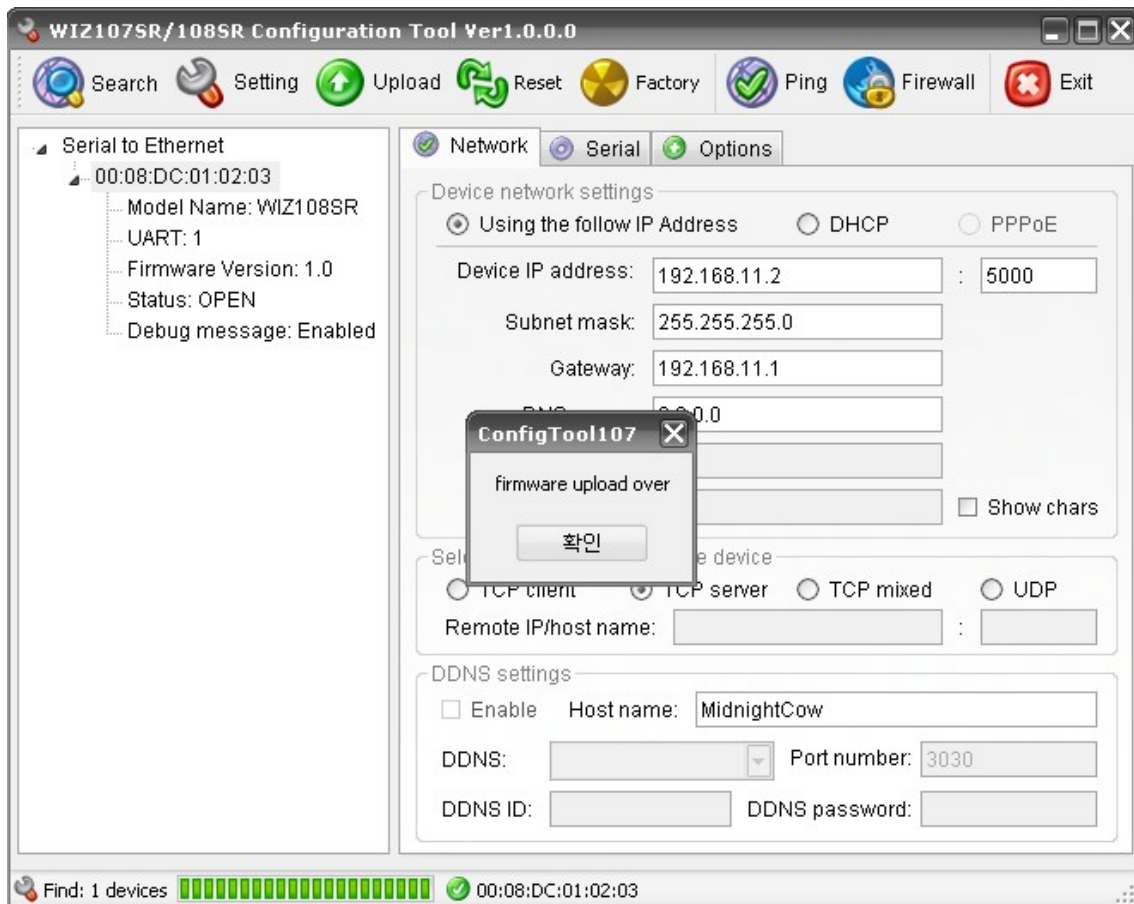 WIZ107SR/108SR Configuration Tool Ver1.0.0.0
Search Setting Upload Reset Factory Ping Firewall Exit
Serial to Ethernet
00:08:DC:01:02:03
Model Name: WIZ108SR
UART: 1
Firmware Version: 1.0
Status: OPEN
Debug message: Enabled
Network Serial Options
Device network settings
Using the follow IP Address DHCP PPPoE
Device IP address: 192.168.11.2 : 5000
Subnet mask: 255.255.255.0
Gateway: 192.168.11.1
ConfigTool107
firmware upload over
확인
Show chars
device
TCP client TCP server TCP mixed UDP
Remote IP/host name: :
DDNS settings
Enable Host name: MidnightCow
DDNS: Port number: 3030
DDNS ID: DDNS password:
Find: 1 devices 00:08:DC:01:02:03